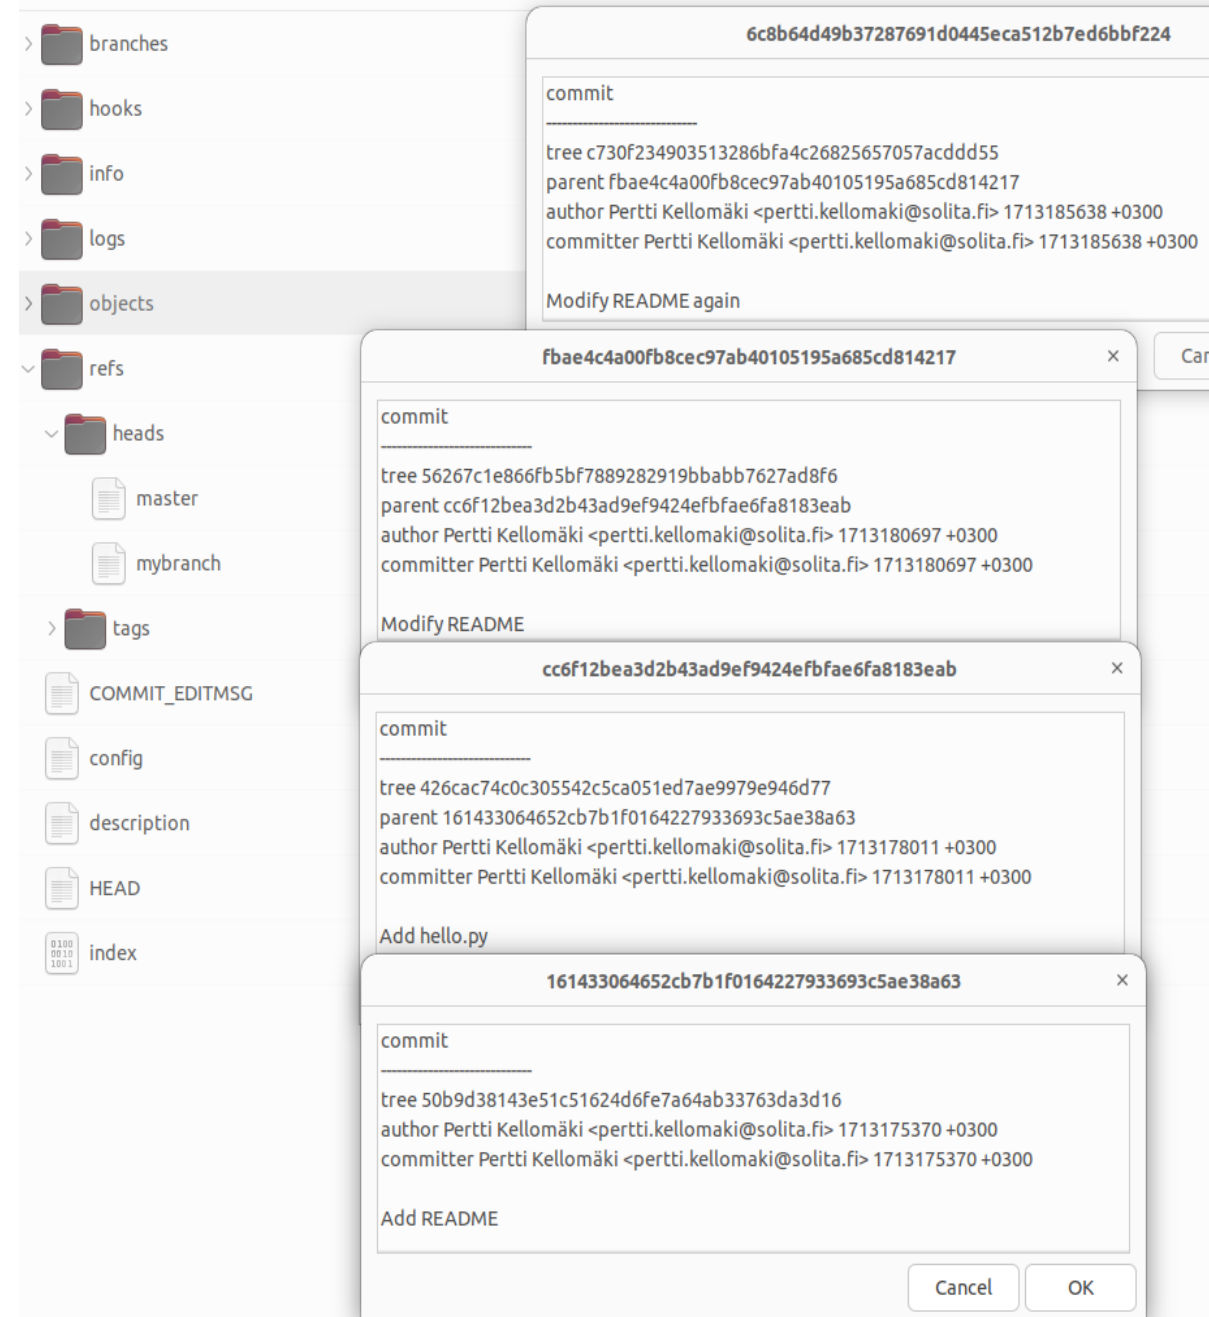 branches
hooks
info
logs
objects
refs
heads
master
mybranch
tags
COMMIT_EDITMSG
config
description
HEAD
index
6c8b64d49b37287691d0445eca512b7ed6bbf224
commit
----------------------------
tree c730f234903513286bfa4c26825657057acddd55
parent fbae4c4a00fb8cec97ab40105195a685cd814217
author Pertti Kellomäki <pertti.kellomaki@solita.fi> 1713185638 +0300
committer Pertti Kellomäki <pertti.kellomaki@solita.fi> 1713185638 +0300
Modify README again
fbae4c4a00fb8cec97ab40105195a685cd814217
commit
----------------------------
tree 56267c1e866fb5bf7889282919bbabb7627ad8f6
parent cc6f12bea3d2b43ad9ef9424efbfae6fa8183eab
author Pertti Kellomäki <pertti.kellomaki@solita.fi> 1713180697 +0300
committer Pertti Kellomäki <pertti.kellomaki@solita.fi> 1713180697 +0300
Modify README
cc6f12bea3d2b43ad9ef9424efbfae6fa8183eab
commit
----------------------------
tree 426cac74c0c305542c5ca051ed7ae9979e946d77
parent 161433064652cb7b1f0164227933693c5ae38a63
author Pertti Kellomäki <pertti.kellomaki@solita.fi> 1713178011 +0300
committer Pertti Kellomäki <pertti.kellomaki@solita.fi> 1713178011 +0300
Add hello.py
161433064652cb7b1f0164227933693c5ae38a63
commit
----------------------------
tree 50b9d38143e51c51624d6fe7a64ab33763da3d16
author Pertti Kellomäki <pertti.kellomaki@solita.fi> 1713175370 +0300
committer Pertti Kellomäki <pertti.kellomaki@solita.fi> 1713175370 +0300
Add README
Cancel
OK